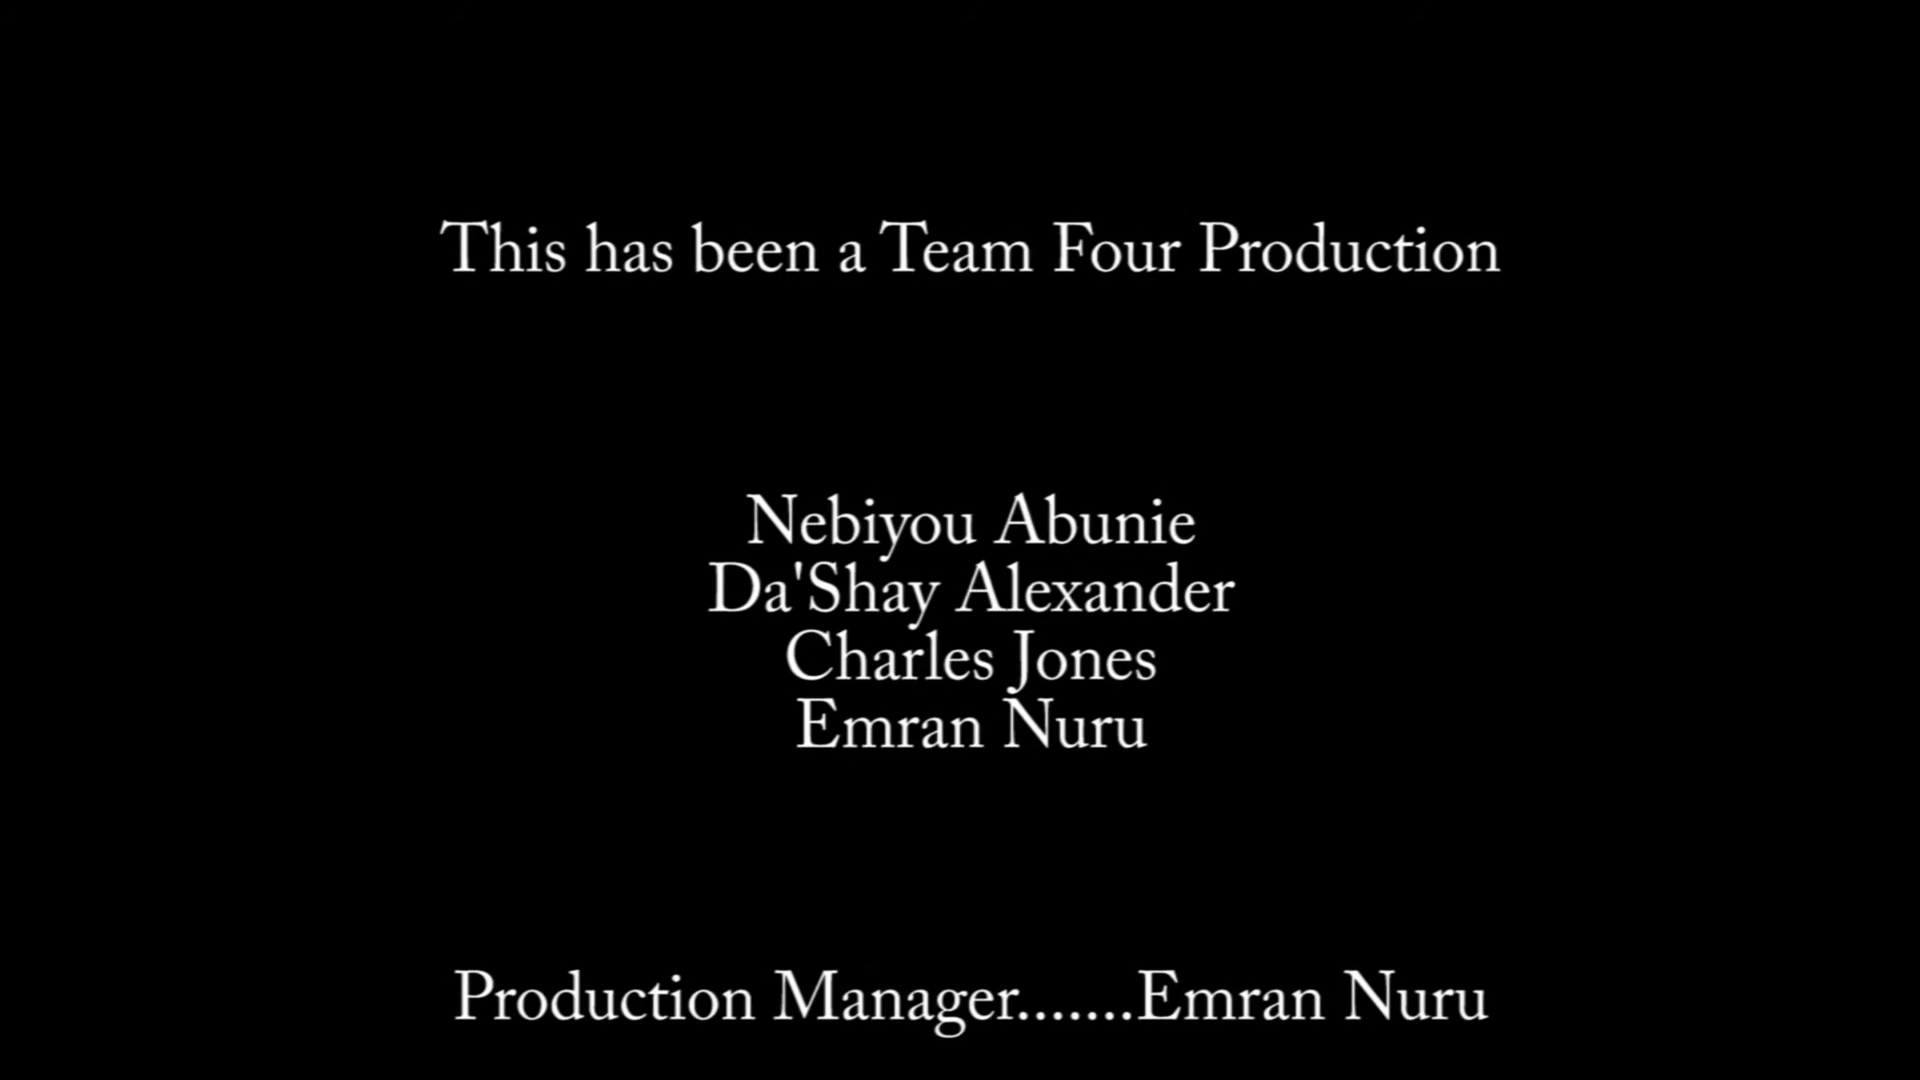 This has been a Team Four Production
Nebiyou Abunie
Da'Shay Alexander
Charles Jones
Emran Nuru
Production Manager.......Emran Nuru